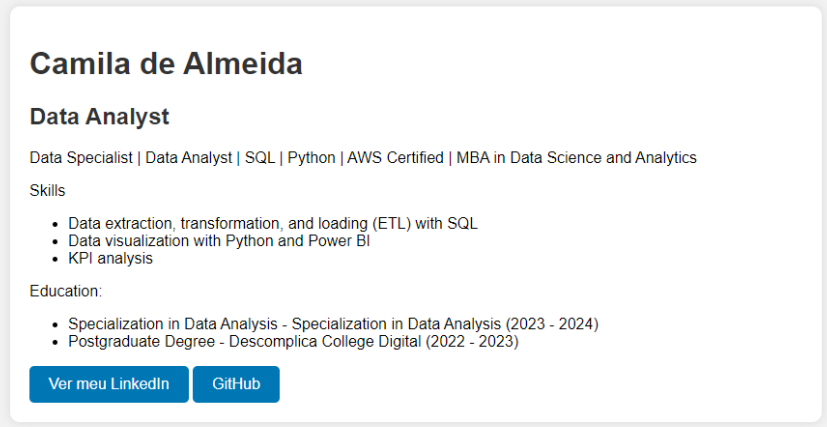 Camila de Almeida
Data Analyst
Data Specialist | Data Analyst | SQL | Python | AWS Certified | MBA in Data Science and Analytics
Skills
• Data extraction, transformation, and loading (ETL) with SQL
• Data visualization with Python and Power BI
• KPI analysis
Education:
• Specialization in Data Analysis - Specialization in Data Analysis (2023 - 2024)
• Postgraduate Degree - Descomplica College Digital (2022 - 2023)
Ver meu LinkedIn GitHub